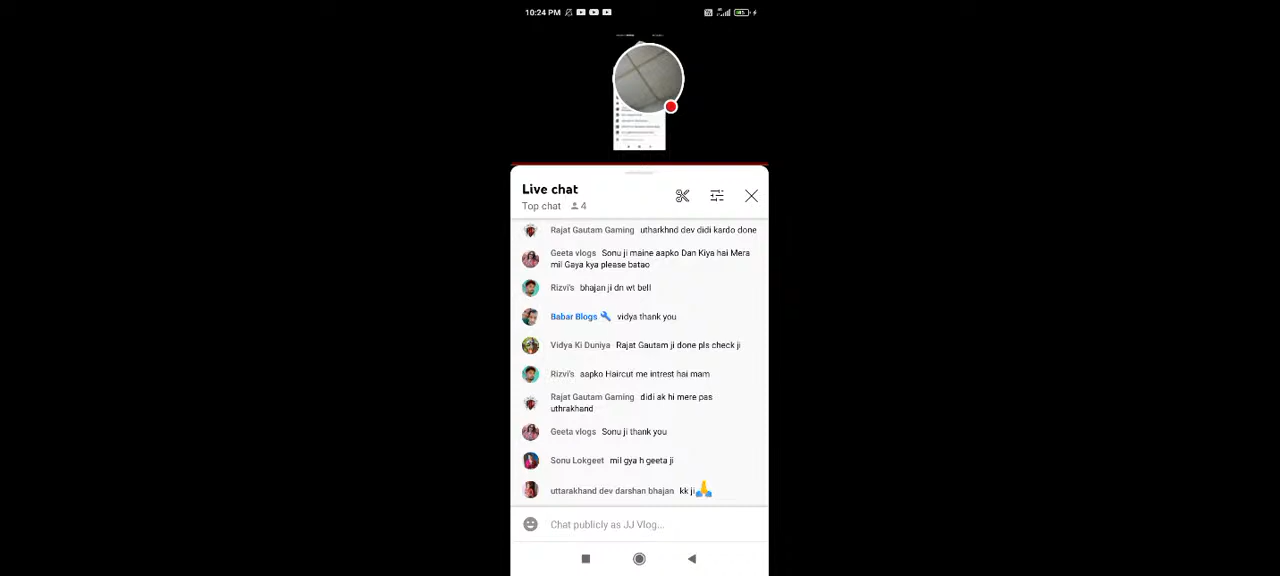 10:24 PM
Live chat
Top chat 4
Rajat Gautam Gaming utharkhnd dev didi kardo done
Geeta vlogs Sonu ji maine aapko Dan Kiya hai Mera
mil Gaya kya please batao
Rizvi's bhajan ji dn wt bell
Babar Blogs vidya thank you
Vidya Ki Duniya Rajat Gautam ji done pls check ji
Rizvi's aapko Haircut me intrest hai mam
Rajat Gautam Gaming didi ak hi mere pas
uthrakhand
Geeta vlogs Sonu ji thank you
Sonu Lokgeet mil gya h geeta ji
uttarakhand dev darshan bhajan kk ji🙏
Chat publicly as JJ Vlog...